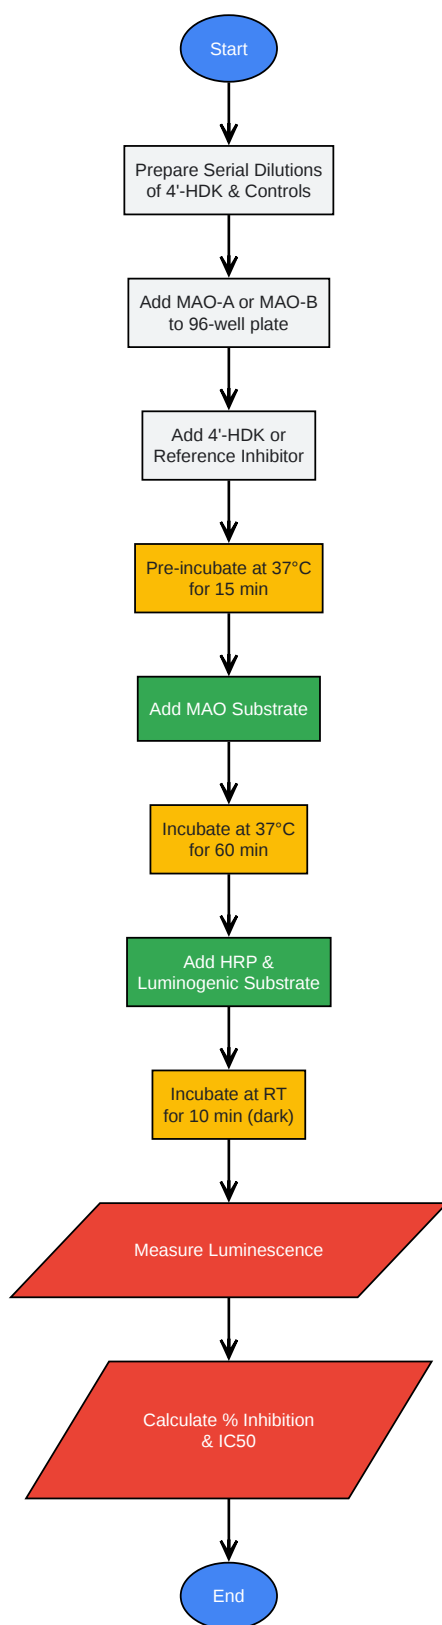 Start
Prepare Serial Dilutions
of 4'-HDK & Controls
Add MAO-A or MAO-B
to 96-well plate
Add 4'-HDK or
Reference Inhibitor
Pre-incubate at 37°C
for 15 min
Add MAO Substrate
Incubate at 37°C
for 60 min
Add HRP &
Luminogenic Substrate
Incubate at RT
for 10 min (dark)
Measure Luminescence
Calculate % Inhibition
& IC50
End